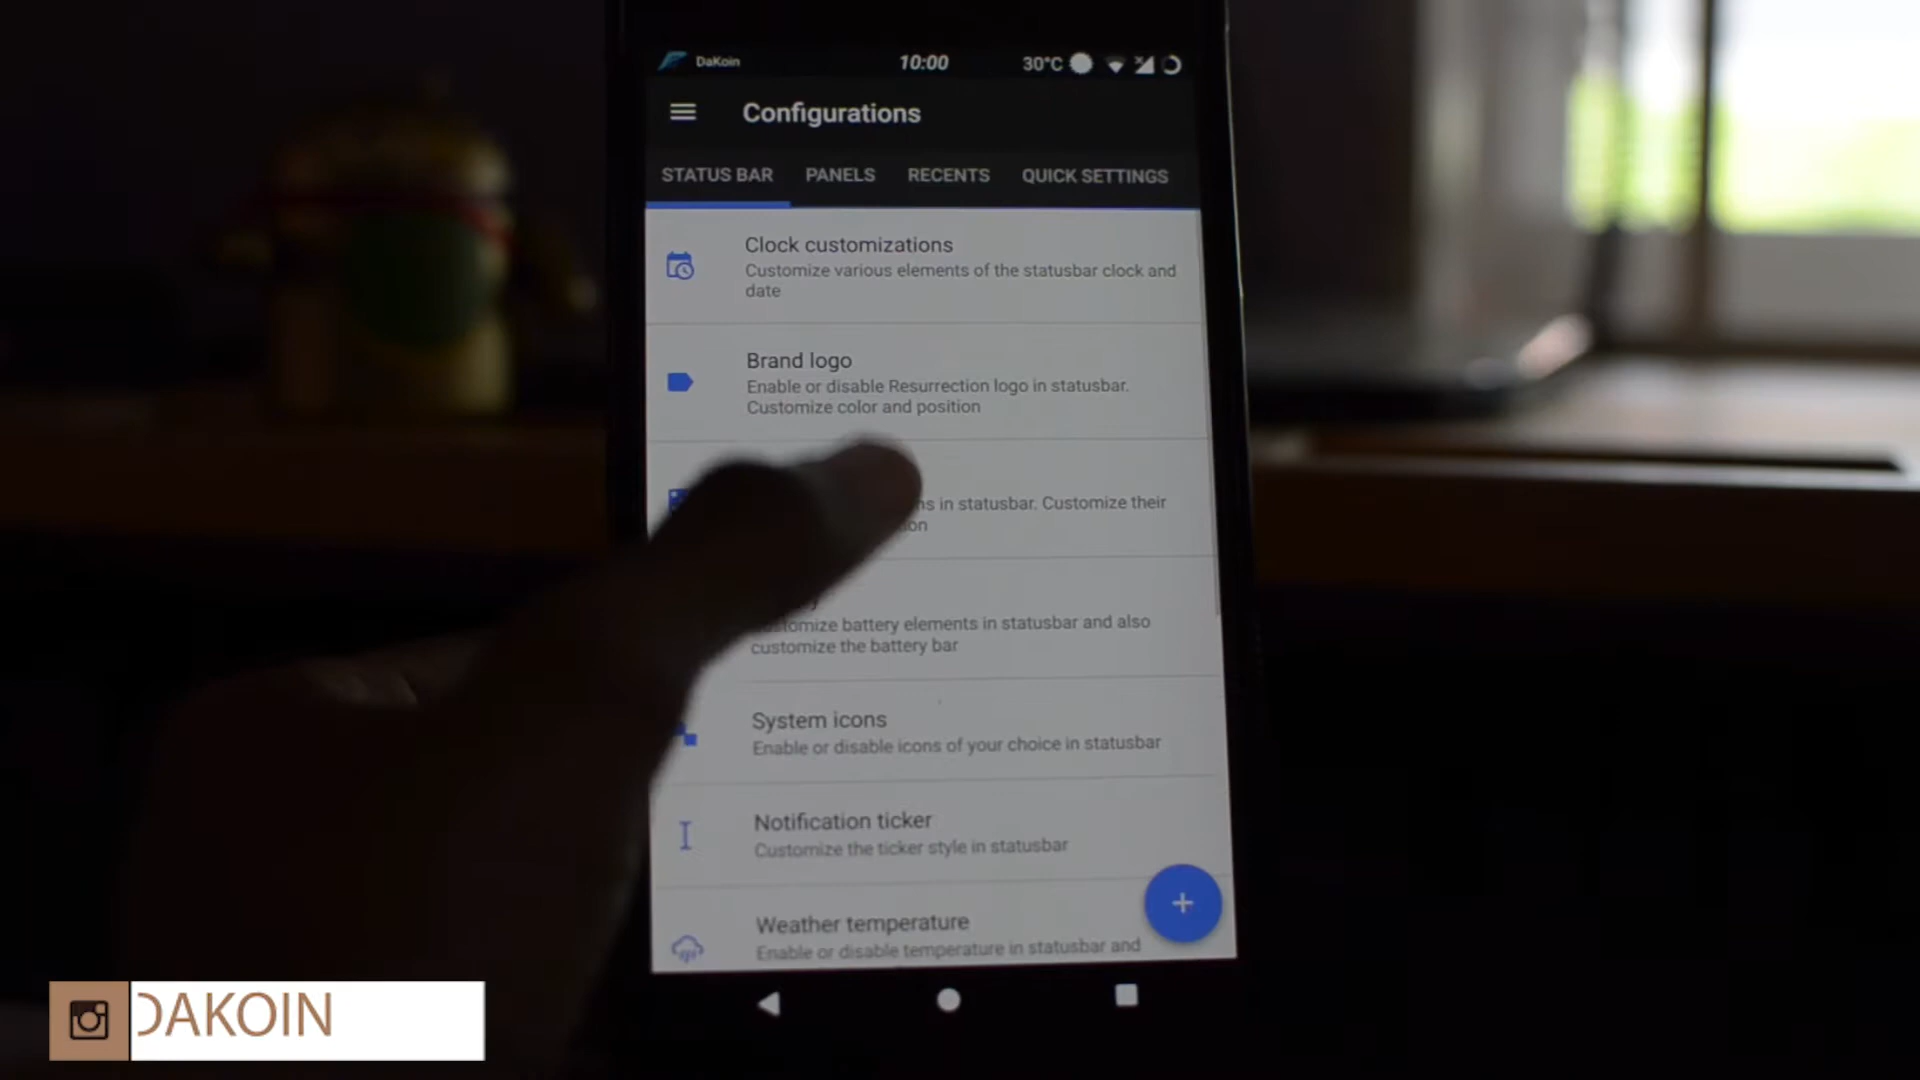 DaKoin 10:00 30°C
Configurations
STATUS BAR PANELS RECENTS QUICK SETTINGS
Clock customizations
Customize various elements of the statusbar clock and
date
Brand logo
Enable or disable Resurrection logo in statusbar.
Customize color and position
in statusbar. Customize their
Customize battery elements in statusbar and also
customize the battery bar
System icons
Enable or disable icons of your choice in statusbar
Notification ticker
Customize the ticker style in statusbar
Weather temperature
Enable or disable temperature in statusbar and
DAKOIN